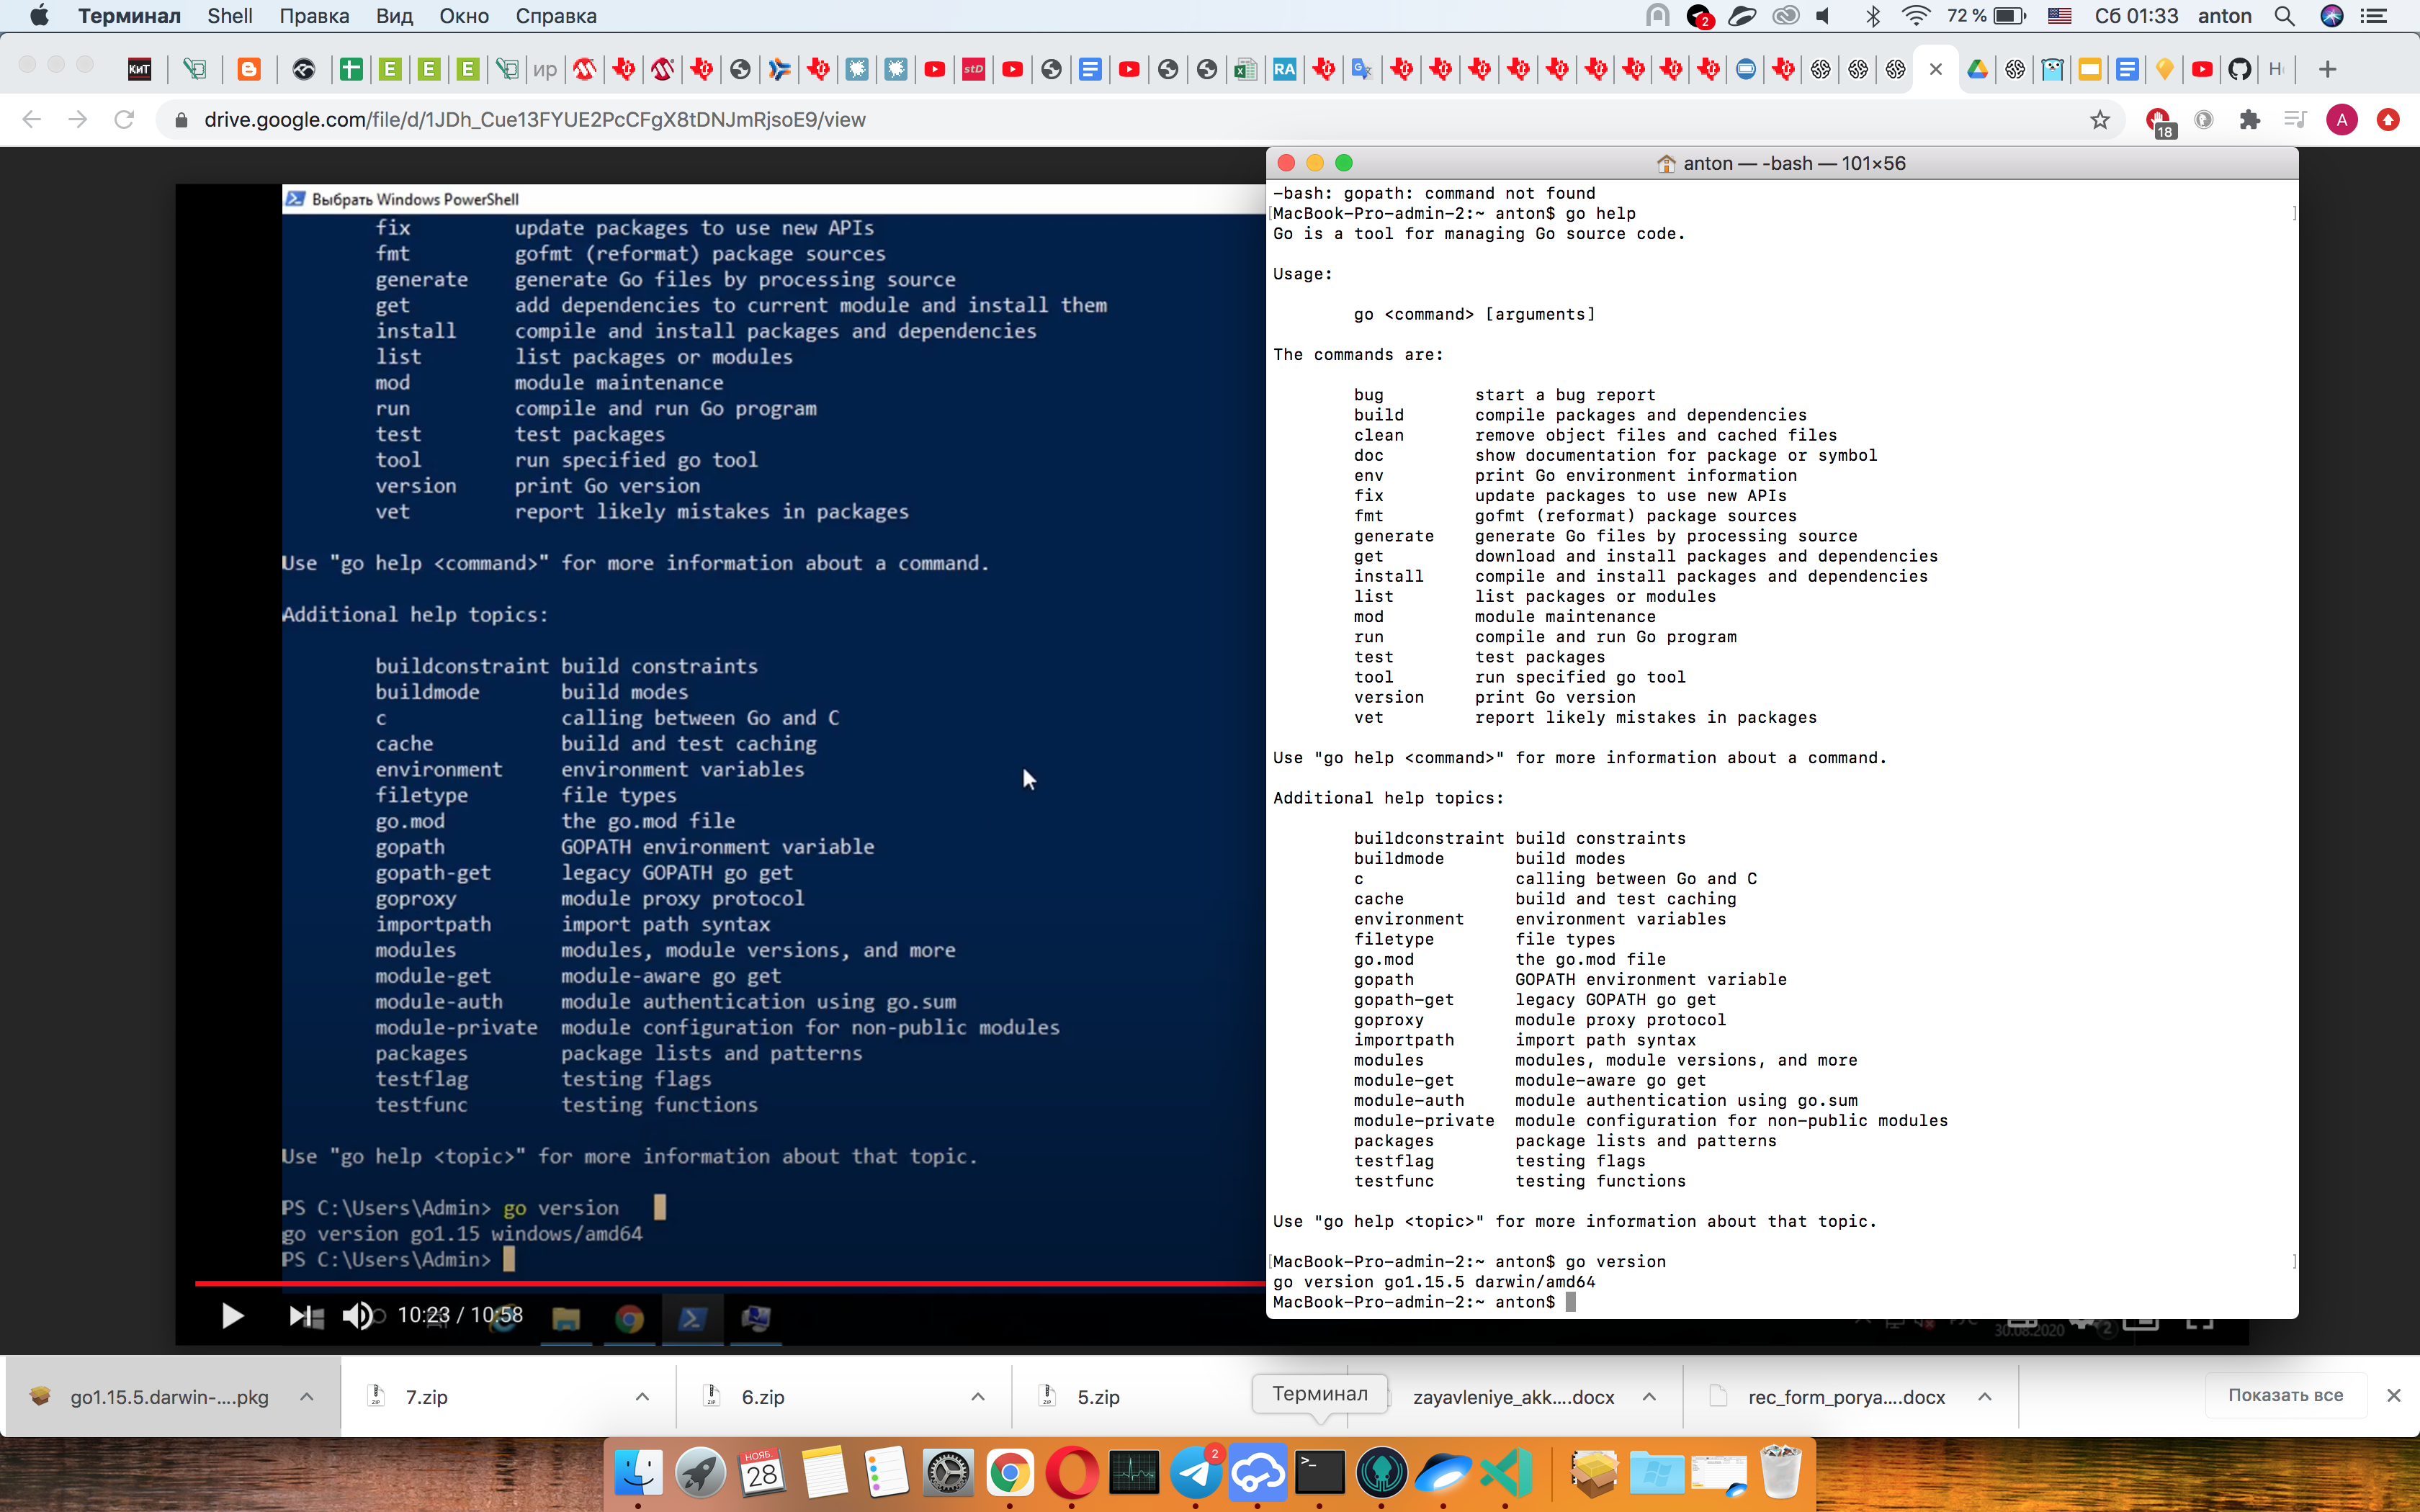 Терминал Shell Правка Вид Окно Справка 2 72 % Сб 01:33 anton
КиТ E E E ир stD RA Н
drive.google.com/file/d/1JDh_Cue13FYUE2PcCFgX8tDNJmRjsoE9/view 18 A
Выбрать Windows PowerShell
fix update packages to use new APIs
fmt gofmt (reformat) package sources
generate generate Go files by processing source
get add dependencies to current module and install them
install compile and install packages and dependencies
list list packages or modules
mod module maintenance
run compile and run Go program
test test packages
tool run specified go tool
version print Go version
vet report likely mistakes in packages
Use "go help <command>" for more information about a command.
Additional help topics:
buildconstraint build constraints
buildmode build modes
c calling between Go and C
cache build and test caching
environment environment variables
filetype file types
go.mod the go.mod file
gopath GOPATH environment variable
gopath-get legacy GOPATH go get
goproxy module proxy protocol
importpath import path syntax
modules modules, module versions, and more
module-get module-aware go get
module-auth module authentication using go.sum
module-private module configuration for non-public modules
packages package lists and patterns
testflag testing flags
testfunc testing functions
Use "go help <topic>" for more information about that topic.
PS C:\Users\Admin> go version
go version go1.15 windows/amd64
PS C:\Users\Admin>
10:23 / 10:58
30.08.2020 2
anton — -bash — 101×56
-bash: gopath: command not found
[MacBook-Pro-admin-2:~ anton$ go help ]
Go is a tool for managing Go source code.
Usage:
go <command> [arguments]
The commands are:
bug start a bug report
build compile packages and dependencies
clean remove object files and cached files
doc show documentation for package or symbol
env print Go environment information
fix update packages to use new APIs
fmt gofmt (reformat) package sources
generate generate Go files by processing source
get download and install packages and dependencies
install compile and install packages and dependencies
list list packages or modules
mod module maintenance
run compile and run Go program
test test packages
tool run specified go tool
version print Go version
vet report likely mistakes in packages
Use "go help <command>" for more information about a command.
Additional help topics:
buildconstraint build constraints
buildmode build modes
c calling between Go and C
cache build and test caching
environment environment variables
filetype file types
go.mod the go.mod file
gopath GOPATH environment variable
gopath-get legacy GOPATH go get
goproxy module proxy protocol
importpath import path syntax
modules modules, module versions, and more
module-get module-aware go get
module-auth module authentication using go.sum
module-private module configuration for non-public modules
packages package lists and patterns
testflag testing flags
testfunc testing functions
Use "go help <topic>" for more information about that topic.
[MacBook-Pro-admin-2:~ anton$ go version ]
go version go1.15.5 darwin/amd64
MacBook-Pro-admin-2:~ anton$
go1.15.5.darwin-....pkg 7.zip 6.zip 5.zip Терминал zayavleniye_akk....docx rec_form_porya....docx Показать все
НОЯБ. 28 2